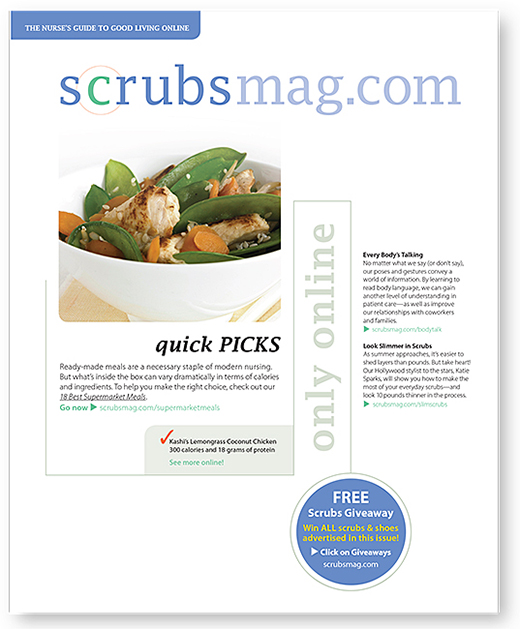 THE NURSE'S GUIDE TO GOOD LIVING ONLINE
scrubsmag.com
quick PICKS
Ready-made meals are a necessary staple of modern nursing.
But what's inside the box can vary dramatically in terms of calories
and ingredients. To help you make the right choice, check out our
18 Best Supermarket Meals.
Go now ▶ scrubsmag.com/supermarketmeals
✓Kashi's Lemongrass Coconut Chicken
300 calories and 18 grams of protein
See more online!
only online
Every Body's Talking
No matter what we say (or don't say),
our poses and gestures convey a
world of information. By learning to
read body language, we can gain
another level of understanding in
patient care—as well as improve
our relationships with coworkers
and families.
▶ scrubsmag.com/bodytalk
Look Slimmer in Scrubs
As summer approaches, it's easier to
shed layers than pounds. But take heart!
Our Hollywood stylist to the stars, Katie
Sparks, will show you how to make the
most of your everyday scrubs—and
look 10 pounds thinner in the process.
▶ scrubsmag.com/slimscrubs
FREE
Scrubs Giveaway
Win ALL scrubs & shoes
advertised in this issue!
▶ Click on Giveaways
scrubsmag.com